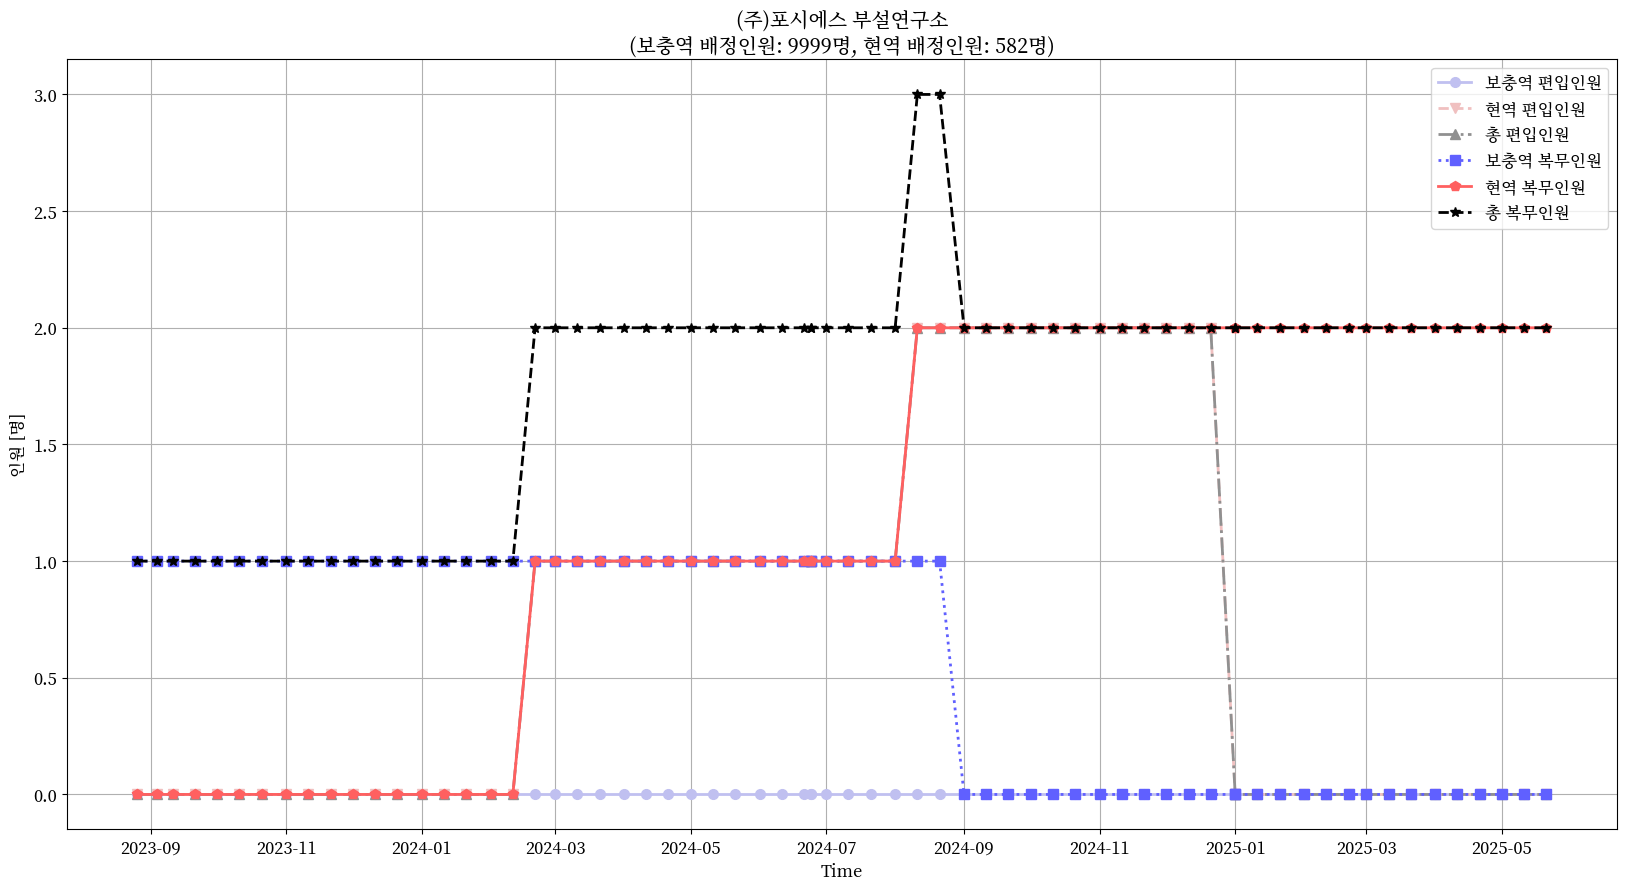 (주)포시에스 부설연구소
(보충역 배정인원: 9999명, 현역 배정인원: 582명)
보충역 편입인원
현역 편입인원
총 편입인원
보충역 복무인원
현역 복무인원
총 복무인원
3.0
2.5
2.0
1.5
1.0
0.5
0.0
인원 [명]
2023-09
2023-11
2024-01
2024-03
2024-05
2024-07
2024-09
2024-11
2025-01
2025-03
2025-05
Time